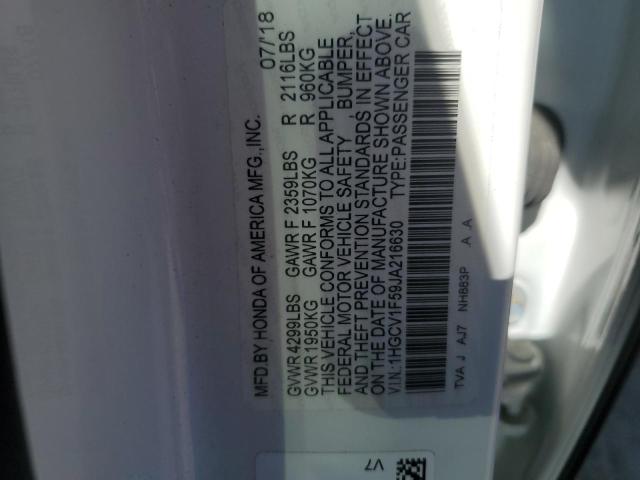 MFD.BY HONDA OF AMERICA MFG.,INC. 07/'18
GVWR 4299LBS GAWR F 2359LBS R 2116LBS
GVWR 1950KG GAWR F 1070KG R 960KG
THIS VEHICLE CONFORMS TO ALL APPLICABLE
FEDERAL MOTOR VEHICLE SAFETY BUMPER,
AND THEFT PREVENTION STANDARDS IN EFFECT
ON THE DATE OF MANUFACTURE SHOWN ABOVE.
V.I.N.:1HGCV1F59JA216630 TYPE:PASSENGER CAR
TVA J AJ7 NH883P A A
V7